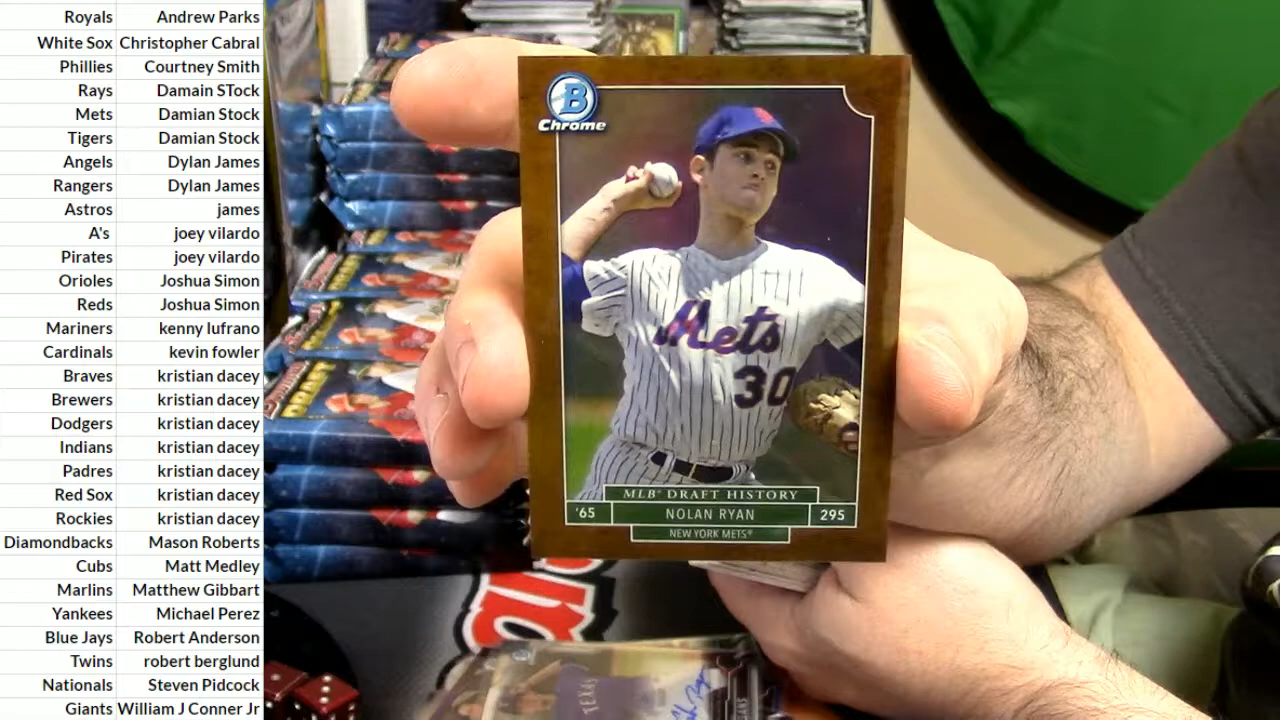 Royals Andrew Parks
White Sox Christopher Cabral
Phillies Courtney Smith
Rays Damain STock
Mets Damian Stock
Tigers Damian Stock
Angels Dylan James
Rangers Dylan James
Astros james
A's joey vilardo
Pirates joey vilardo
Orioles Joshua Simon
Reds Joshua Simon
Mariners kenny lufrano
Cardinals kevin fowler
Braves kristian dacey
Brewers kristian dacey
Dodgers kristian dacey
Indians kristian dacey
Padres kristian dacey
Red Sox kristian dacey
Rockies kristian dacey
Diamondbacks Mason Roberts
Cubs Matt Medley
Marlins Matthew Gibbart
Yankees Michael Perez
Blue Jays Robert Anderson
Twins robert berglund
Nationals Steven Pidcock
Giants William J Conner Jr
B
Chrome
Mets
30
MLB® DRAFT HISTORY
'65 NOLAN RYAN 295
NEW YORK METS®
DRAFT
TEXAS